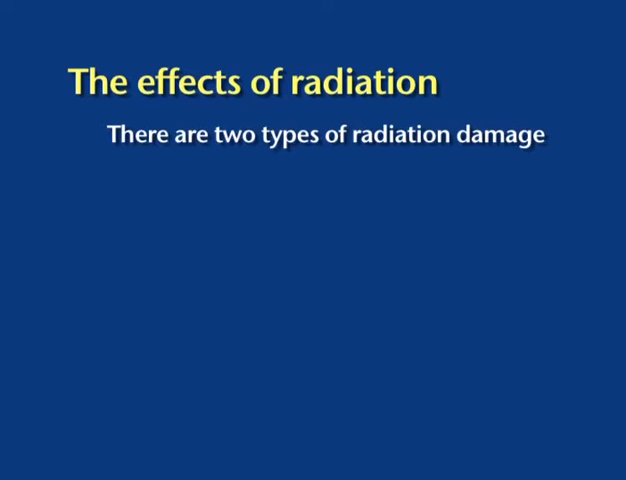 The effects of radiation
There are two types of radiation damage